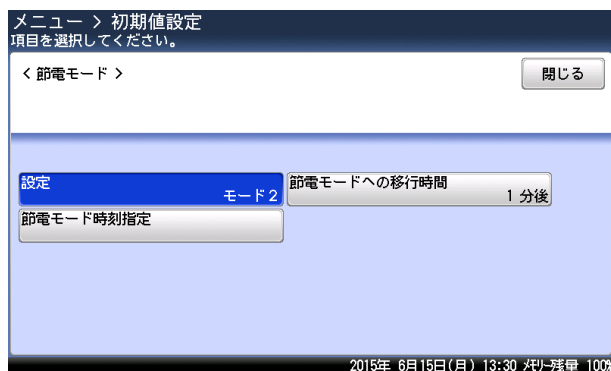 メニュー > 初期値設定
項目を選択してください。
< 節電モード >
閉じる
設定
モード2
節電モードへの移行時間
1 分後
節電モード時刻指定
2015年 6月15日(月) 13:30 メモリー残量 100%